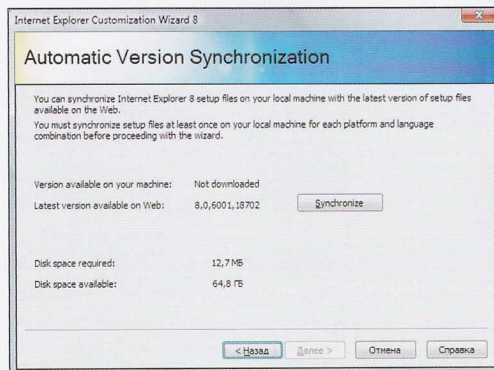 Internet Explorer Customization Wizard 8
Automatic Version Synchronization
You can synchronize Internet Explorer 8 setup files on your local machine with the latest version of setup files
available on the Web.
You must synchronize setup files at least once on your local machine for each platform and language
combination before proceeding with the wizard.
Version available on your machine: Not downloaded
Latest version available on Web: 8,0,6001,18702 Synchronize
Disk space required: 12,7 МБ
Disk space available: 64,8 ГБ
< Назад Далее > Отмена Справка